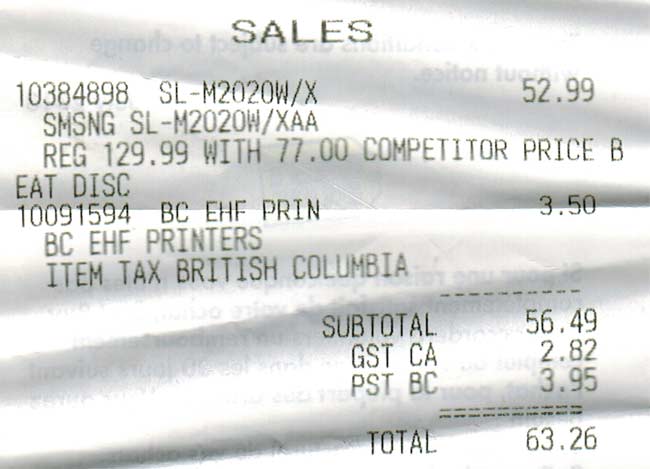 SALES
10384898 SL-M2020W/X 52.99
SMSNG SL-M2020W/XAA
REG 129.99 WITH 77.00 COMPETITOR PRICE B
EAT DISC
10091594 BC EHF PRIN 3.50
BC EHF PRINTERS
ITEM TAX BRITISH COLUMBIA
----------
SUBTOTAL 56.49
GST CA 2.82
PST BC 3.95
==========
TOTAL 63.26